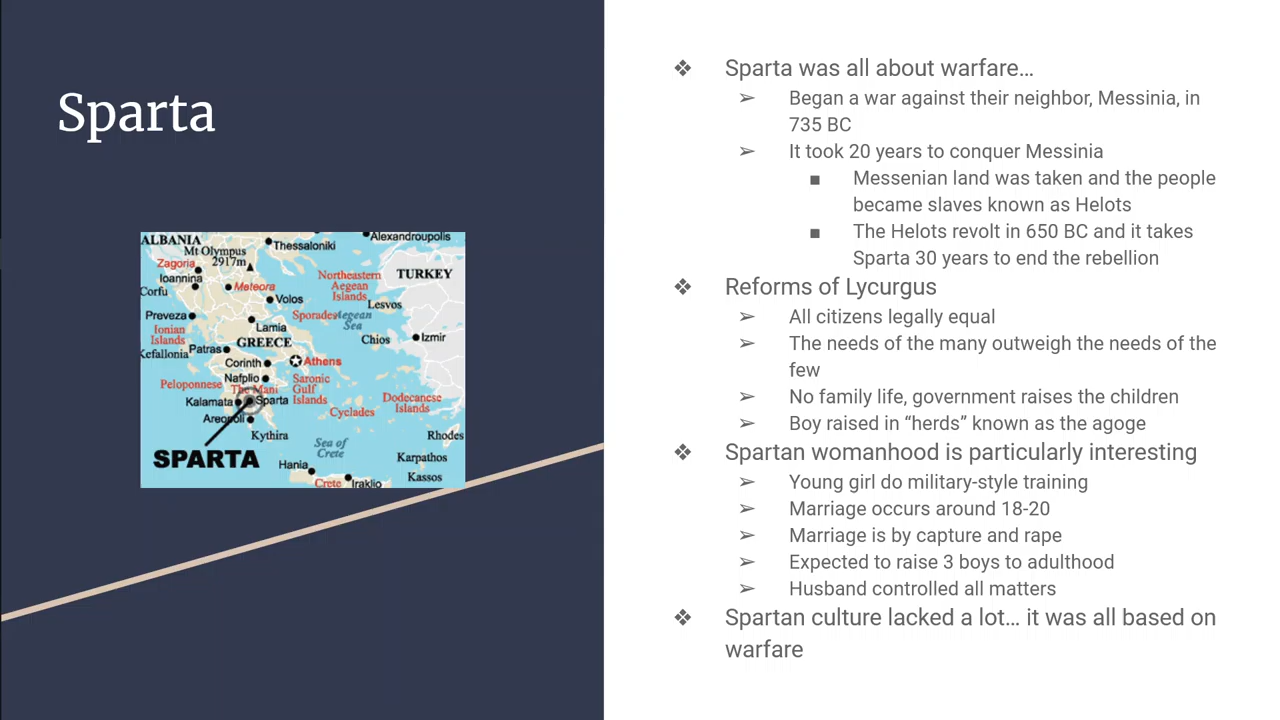 Sparta
ALBANIA
Alexandroupolis
Thessaloniki
Mt Olympus
2917m
Zagoria
Ioannina
Meteora
Northeastern
Aegean
Islands
TURKEY
Corfu
Volos
Lesvos
Preveza
Lamia
Sporades
Aegean
Sea
Ionian
Islands
GREECE
Chios
Izmir
Kefallonia
Patras
Athens
Corinth
Nafplio
Saronic
Gulf
Islands
Peloponnese
The Mani
Kalamata
Sparta
Cyclades
Dodecanese
Islands
Areopoli
Kythira
Sea of
Crete
Rhodes
SPARTA
Karpathos
Hania
Kassos
Crete
Iraklio
❖ Sparta was all about warfare…
➢ Began a war against their neighbor, Messinia, in
735 BC
➢ It took 20 years to conquer Messinia
■ Messenian land was taken and the people
became slaves known as Helots
■ The Helots revolt in 650 BC and it takes
Sparta 30 years to end the rebellion
❖ Reforms of Lycurgus
➢ All citizens legally equal
➢ The needs of the many outweigh the needs of the
few
➢ No family life, government raises the children
➢ Boy raised in “herds” known as the agoge
❖ Spartan womanhood is particularly interesting
➢ Young girl do military-style training
➢ Marriage occurs around 18-20
➢ Marriage is by capture and rape
➢ Expected to raise 3 boys to adulthood
➢ Husband controlled all matters
❖ Spartan culture lacked a lot… it was all based on
warfare